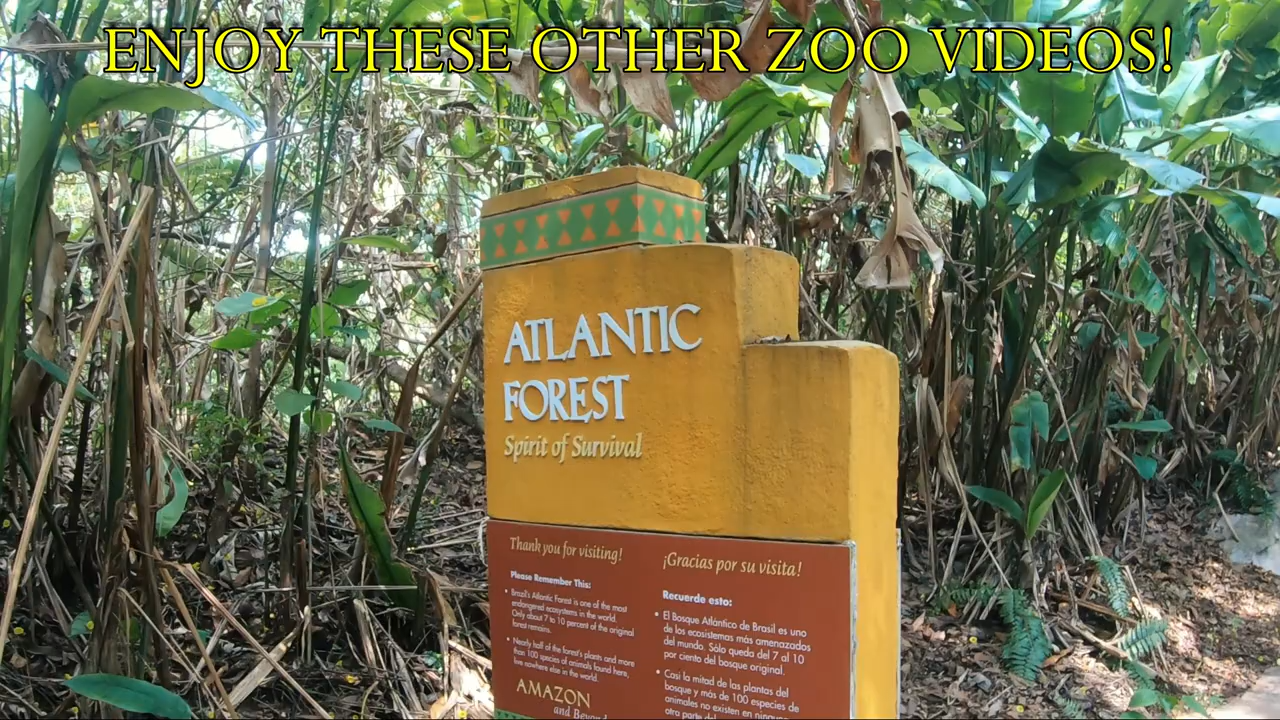 ENJOY THESE OTHER ZOO VIDEOS!
ATLANTIC
FOREST
Spirit of Survival
Thank you for visiting!
Please Remember This:
• Brazil's Atlantic Forest is one of the most
endangered ecosystems in the world.
Only about 7 to 10 percent of the original
forest remains.
• Nearly half of the forest's plants and more
than 100 species of animals found here,
live nowhere else in the world.
AMAZON
and Beyond
¡Gracias por su visita!
Recuerde esto:
• El Bosque Atlántico de Brasil es uno
de los ecosistemas más amenazados
del mundo. Sólo queda del 7 al 10
por ciento del bosque original.
• Casi la mitad de las plantas del
bosque y más de 100 especies de
animales no existen en ninguna
otra parte del